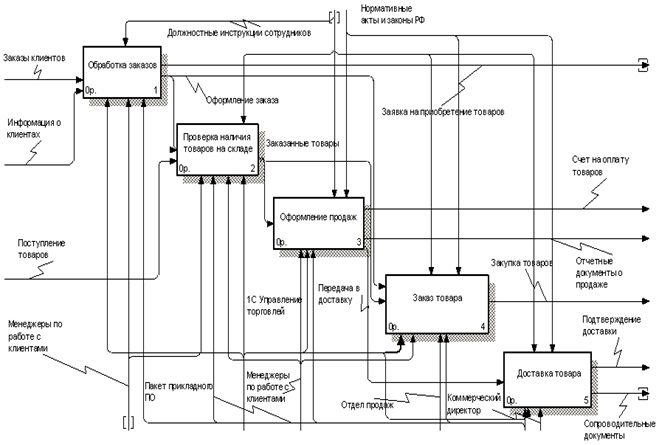 Нормативные
акты и законы РФ
Должностные инструкции сотрудников
Заказы клиентов
Обработка заказов
0р.
1
Оформление заказа
Заявка на приобретение товаров
Информация о
клиентах
Проверка наличия
товаров на складе
0р.
2
Заказанные товары
Счет на оплату
товаров
Оформление продаж
0р.
3
Поступление
товаров
Отчетные
документы о
продаже
Закупка товаров
1С Управление
торговлей
Передача в
доставку
Заказ товара
0р.
4
Менеджеры по
работе с
клиентами
Подтверждение
доставки
Пакет прикладного
ПО
Менеджеры
по работе с
клиентами
Доставка товара
0р.
5
Отдел продаж
Коммерческий
директор
Сопроводительные
документы